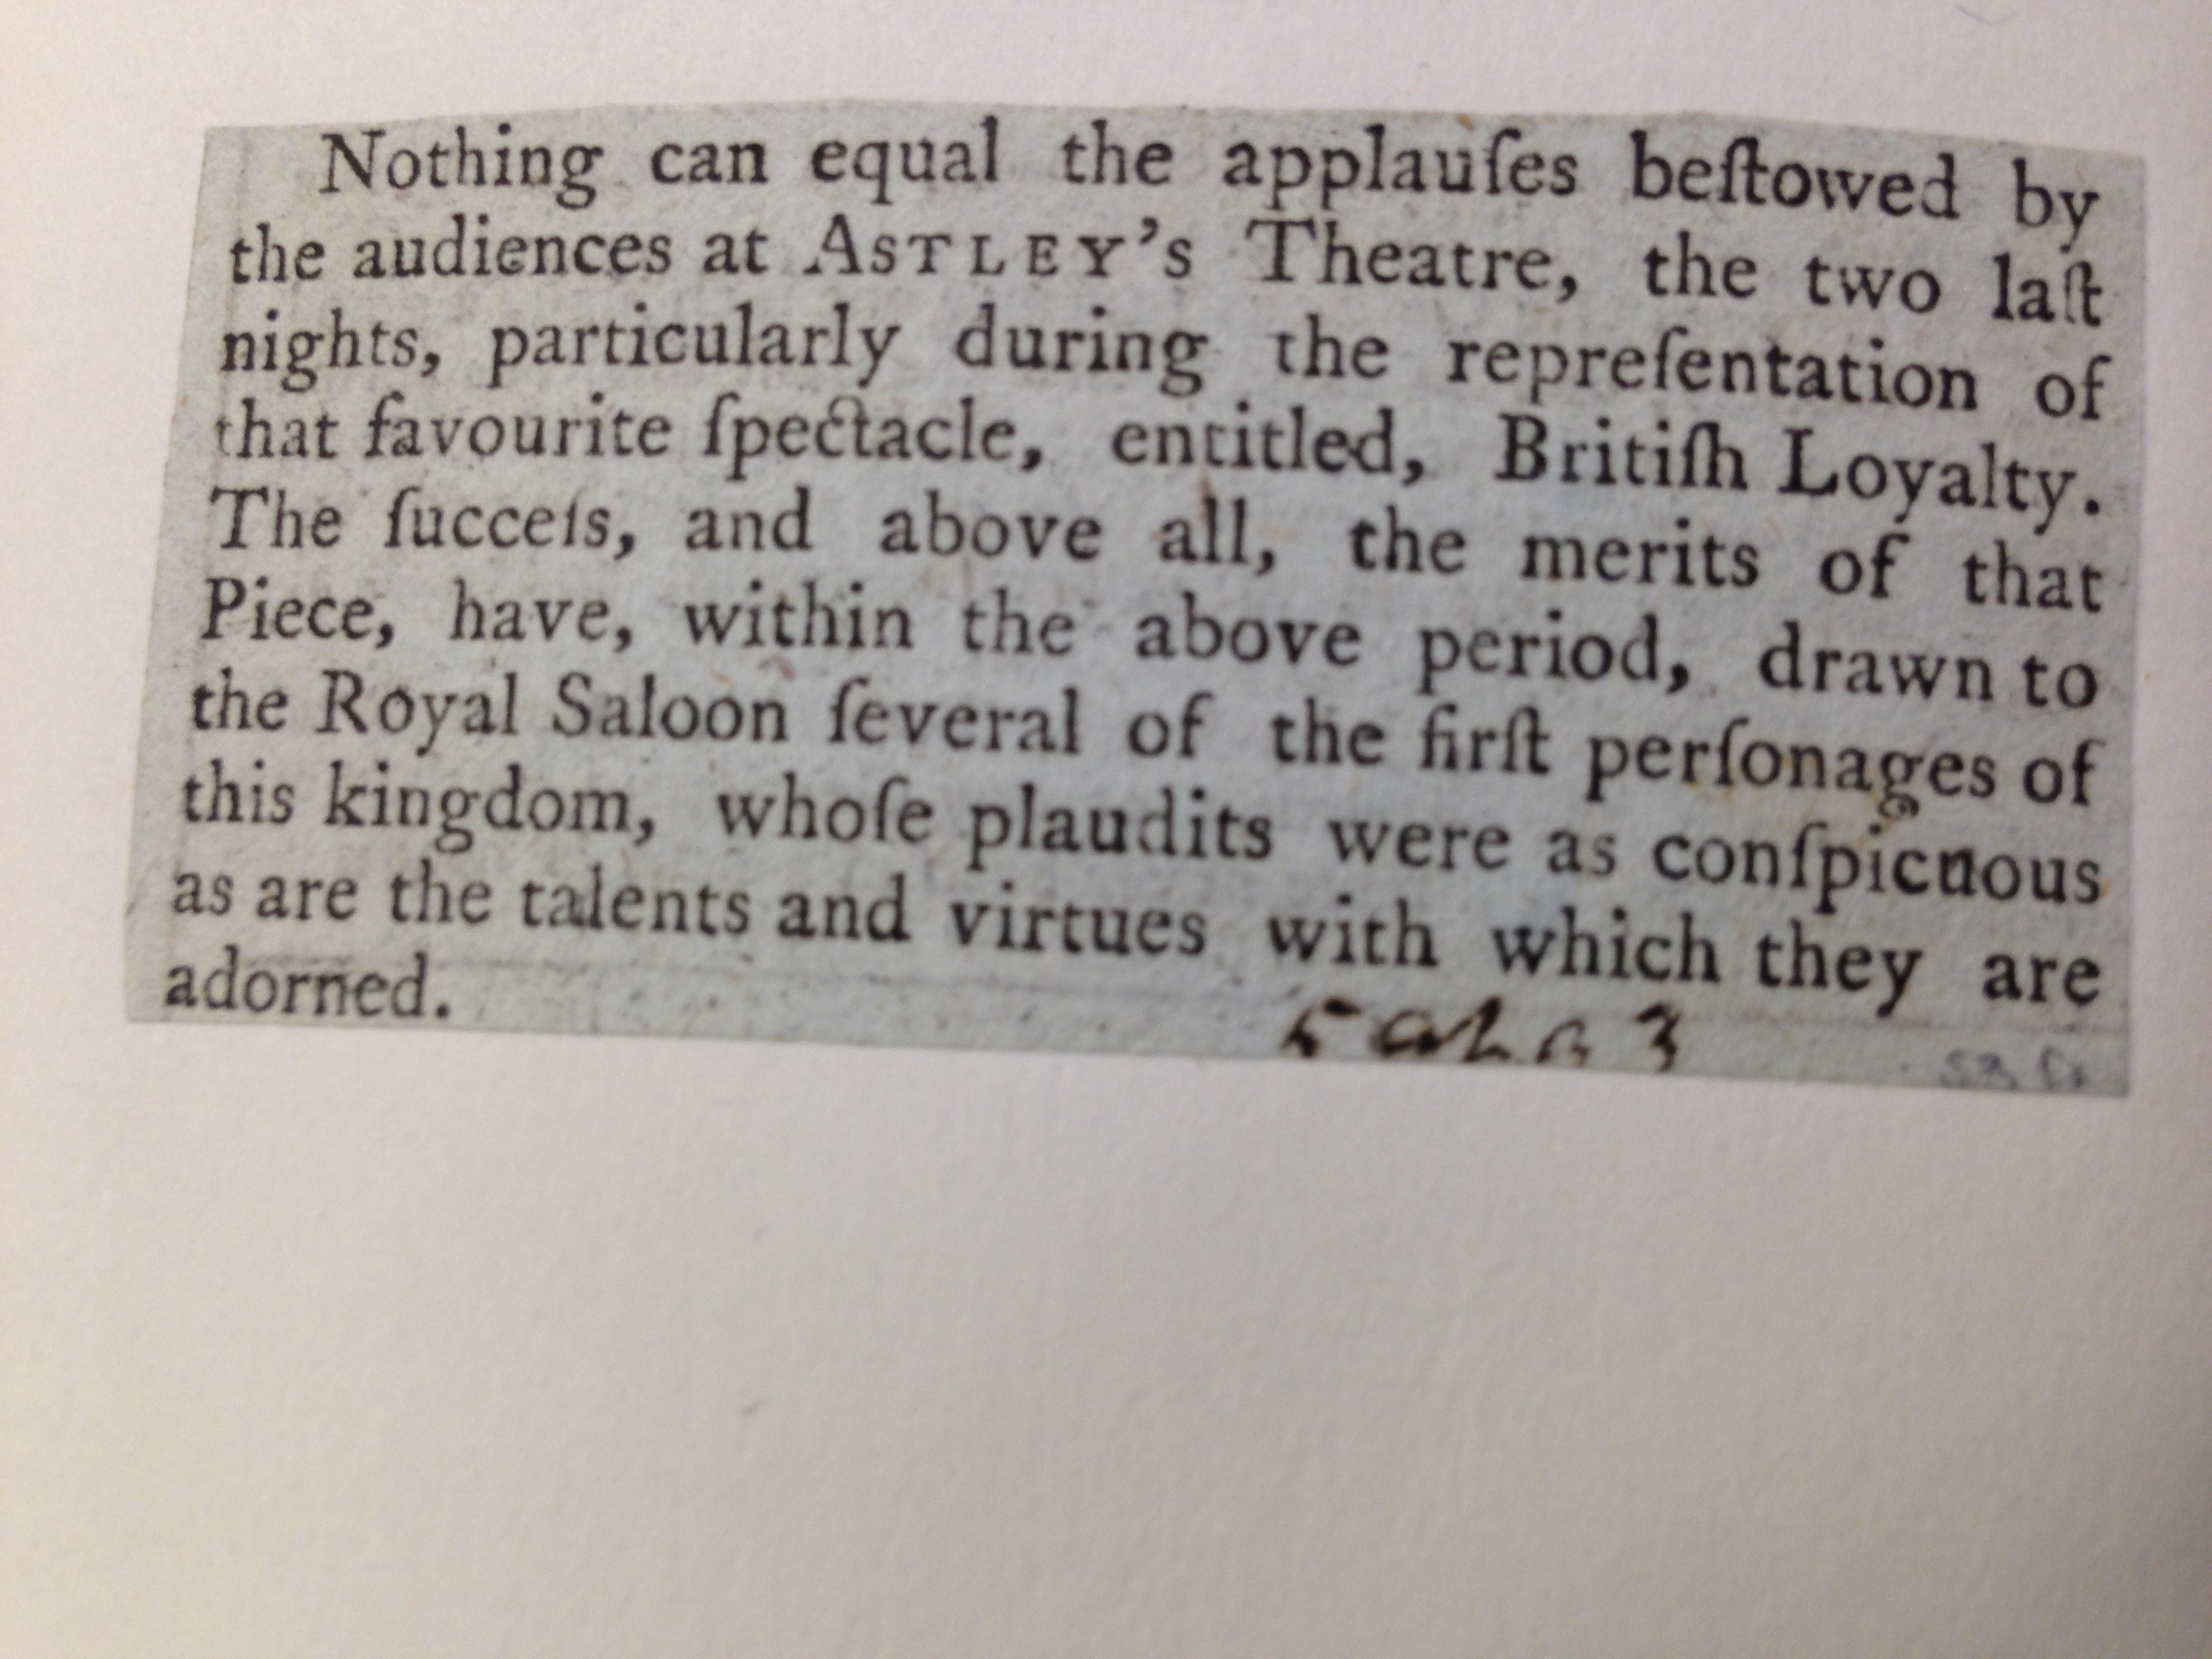 Nothing can equal the applauſes beſtowed by
the audiences at ASTLEY's Theatre, the two laſt
nights, particularly during the repreſentation of
that favourite ſpectacle, entitled, Britiſh Loyalty.
The ſucceſs, and above all, the merits of that
Piece, have, within the above period, drawn to
the Royal Saloon ſeveral of the firſt perſonages of
this kingdom, whoſe plaudits were as conſpicuous
as are the talents and virtues with which they are
adorned.